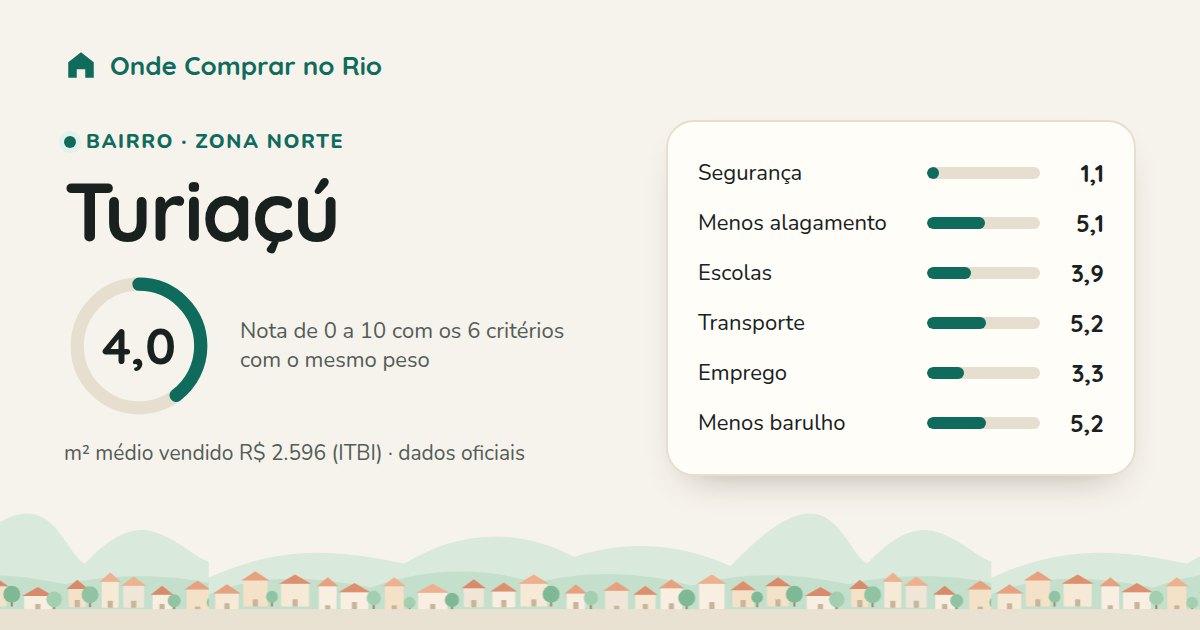 Onde Comprar no Rio
BAIRRO · ZONA NORTE
Turiaçú
4,0
Nota de 0 a 10 com os 6 critérios
com o mesmo peso
m² médio vendido R$ 2.596 (ITBI) · dados oficiais
Segurança 1,1
Menos alagamento 5,1
Escolas 3,9
Transporte 5,2
Emprego 3,3
Menos barulho 5,2